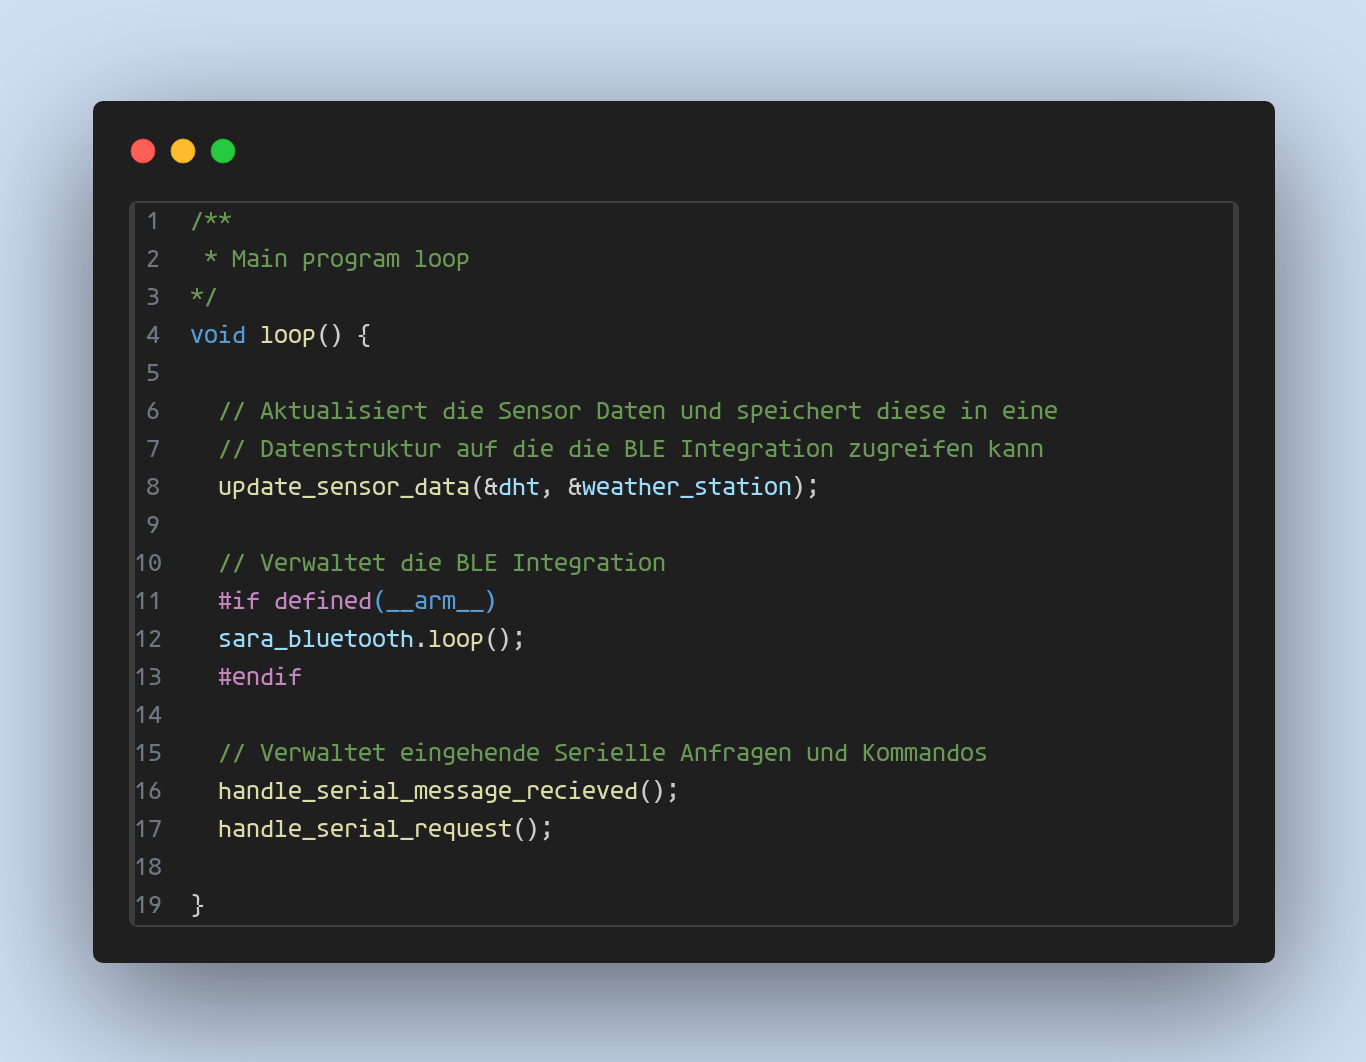 1 /**
2  * Main program loop
3 */
4 void loop() {
5
6   // Aktualisiert die Sensor Daten und speichert diese in eine
7   // Datenstruktur auf die die BLE Integration zugreifen kann
8   update_sensor_data(&dht, &weather_station);
9
10   // Verwaltet die BLE Integration
11   #if defined(__arm__)
12   sara_bluetooth.loop();
13   #endif
14
15   // Verwaltet eingehende Serielle Anfragen und Kommandos
16   handle_serial_message_recieved();
17   handle_serial_request();
18
19 }